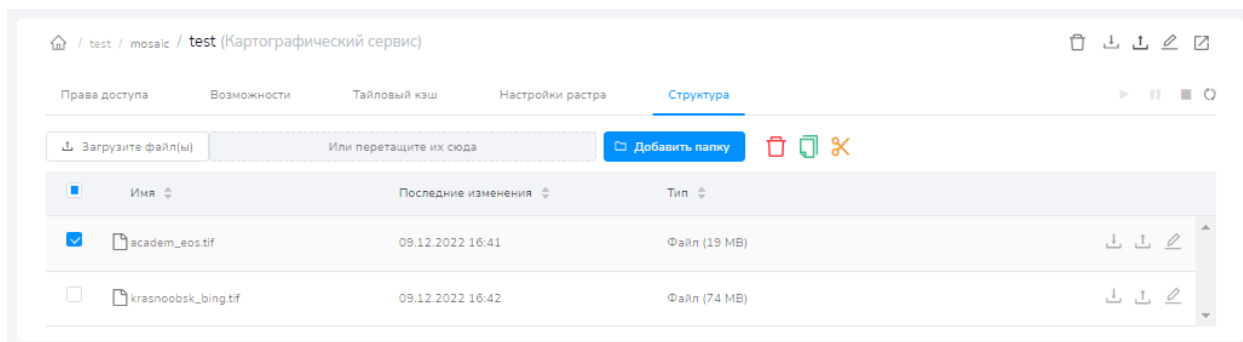 / test / mosaic / test (Картографический сервис)
Права доступа Возможности Тайловый кэш Настройки растра Структура
Загрузите файл(ы) Или перетащите их сюда Добавить папку
Имя Последние изменения Тип
academ_eos.tif 09.12.2022 16:41 Файл (19 MB)
krasnoobsk_bing.tif 09.12.2022 16:42 Файл (74 MB)